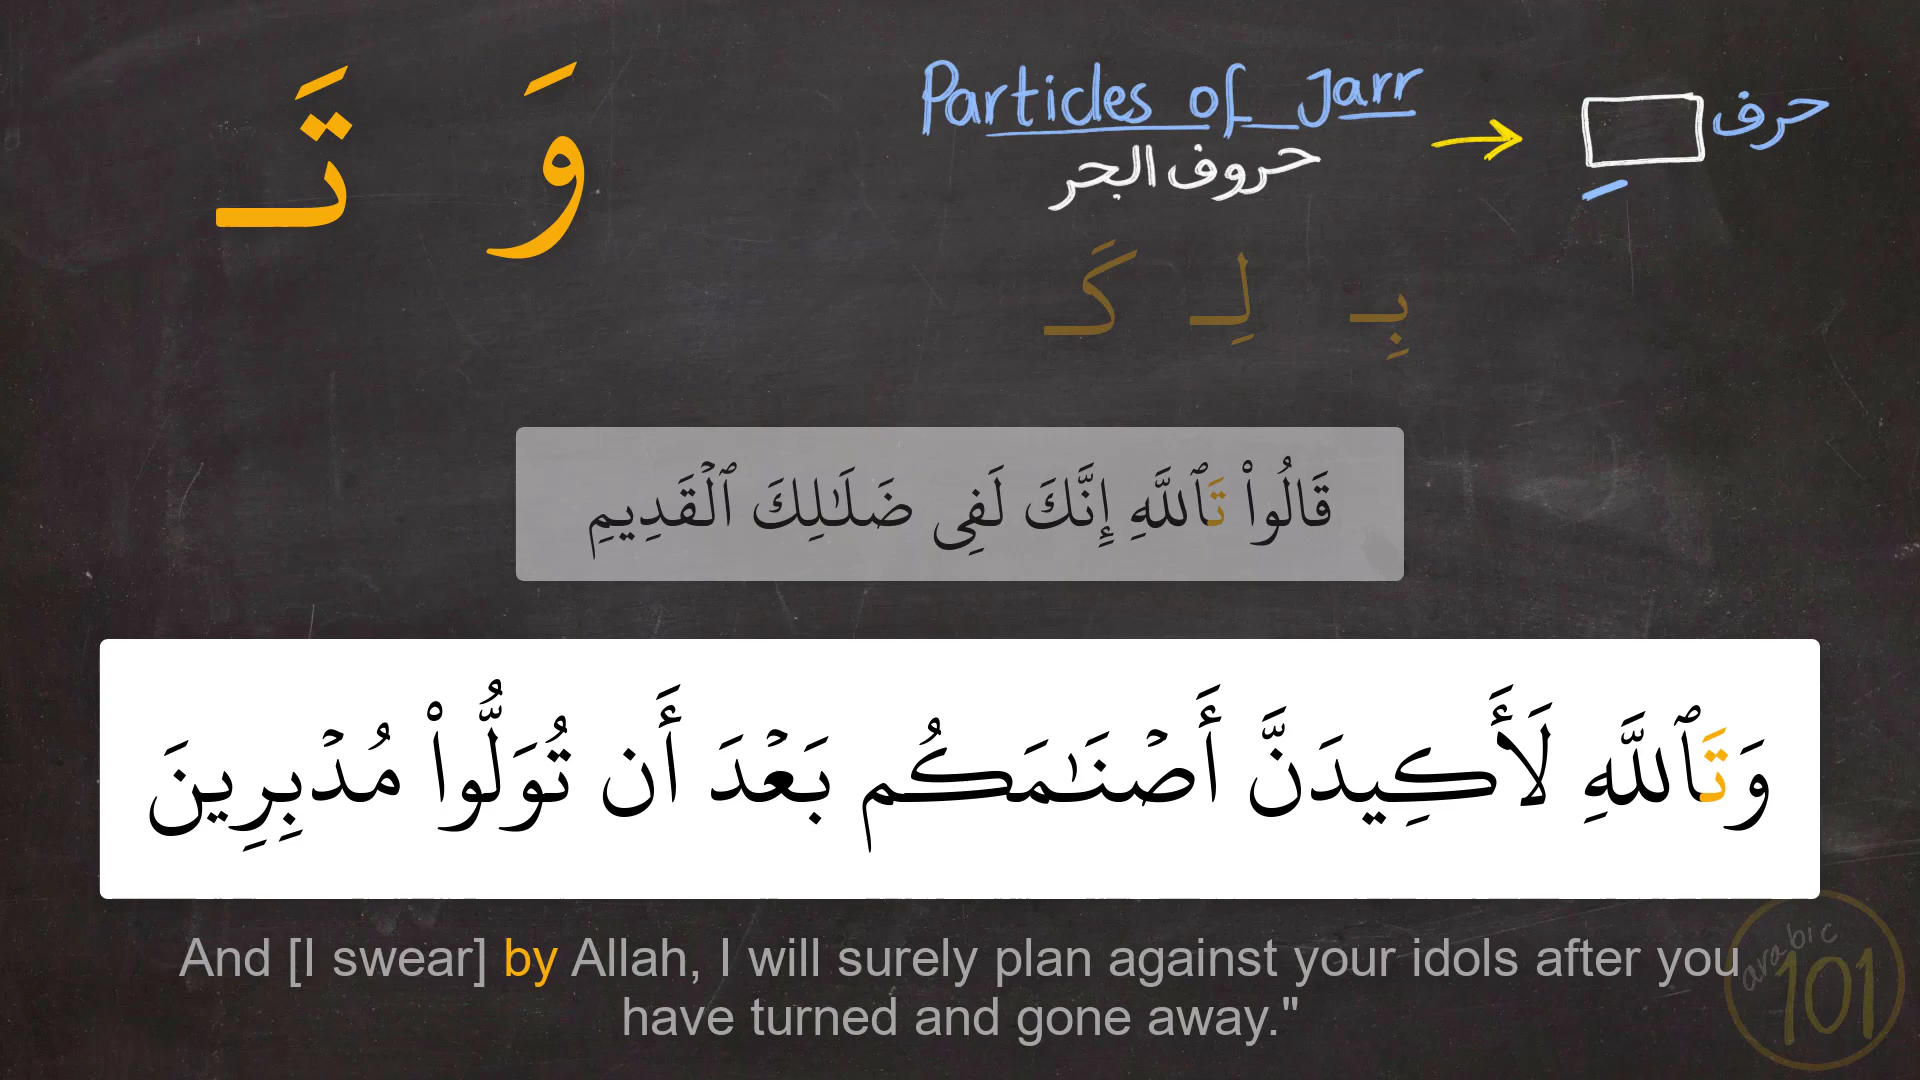 Particles of Jarr
حروف الجر
حرف
وَ تَـ
بِـ لِـ كَـ
قَالُوا۟ تَٱللَّهِ إِنَّكَ لَفِى ضَلَـٰلِكَ ٱلْقَدِيمِ
وَتَٱللَّهِ لَأَكِيدَنَّ أَصْنَـٰمَكُم بَعْدَ أَن تُوَلُّوا۟ مُدْبِرِينَ
And [I swear] by Allah, I will surely plan against your idols after you
have turned and gone away."
arabic
101